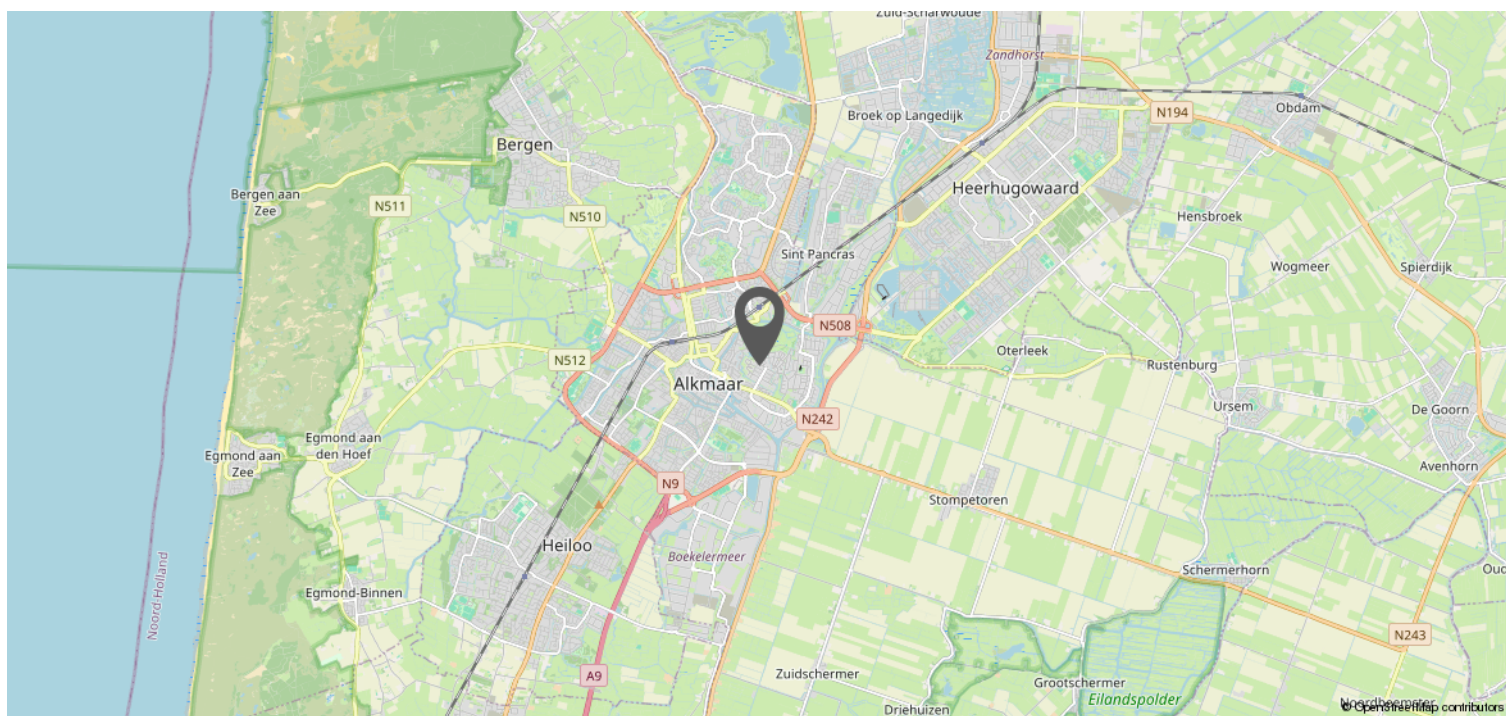 Zuid-Scharwoude
Zandhorst
Obdam
N194
Broek op Langedijk
Bergen
Heerhugowaard
Bergen aan
Zee
N511
N510
Hensbroek
Sint Pancras
Wogmeer
Spierdijk
N508
Oterleek
N512
Rustenburg
Alkmaar
Ursem
De Goorn
N242
Egmond aan
den Hoef
Egmond aan
Zee
Avenhorn
N9
Stompetoren
Heiloo
Boekelermeer
Schermerhorn
Oud
Noord-Holland
Egmond-Binnen
N243
A9
Zuidschermer
Grootschermer
Eilandspolder
Noordbeemster
Driehuizen
© OpenStreetMap contributors